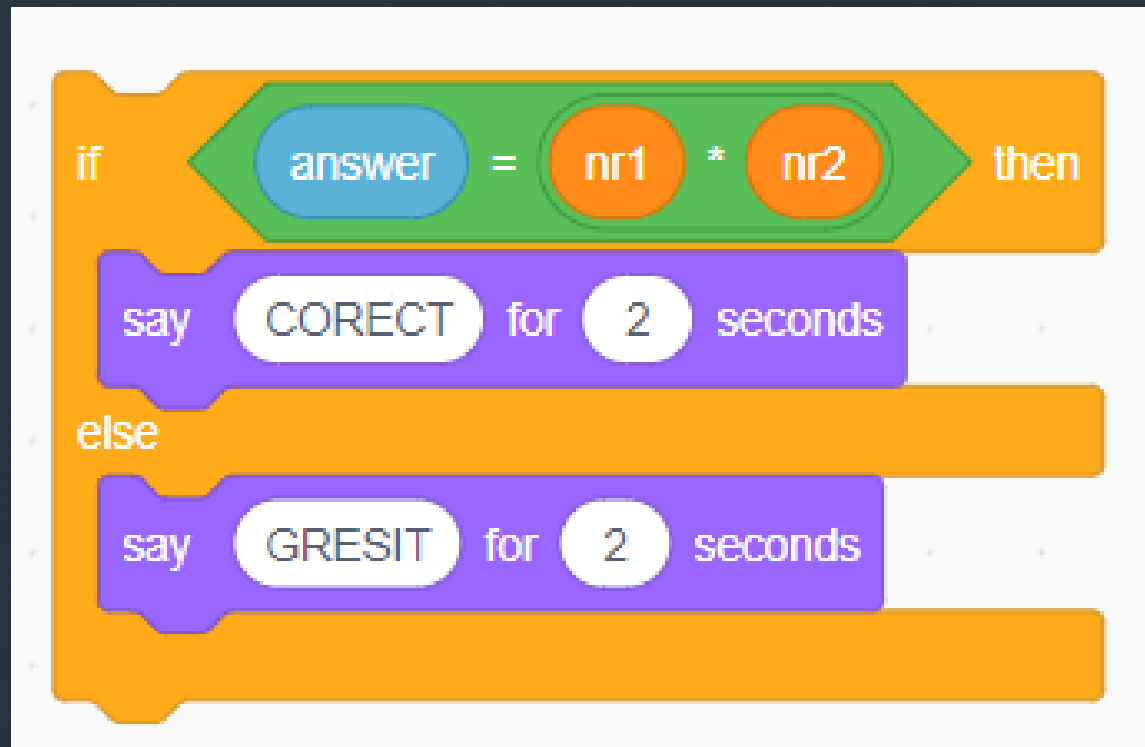 if answer = nr1 * nr2 then
say CORECT for 2 seconds
else
say GRESIT for 2 seconds